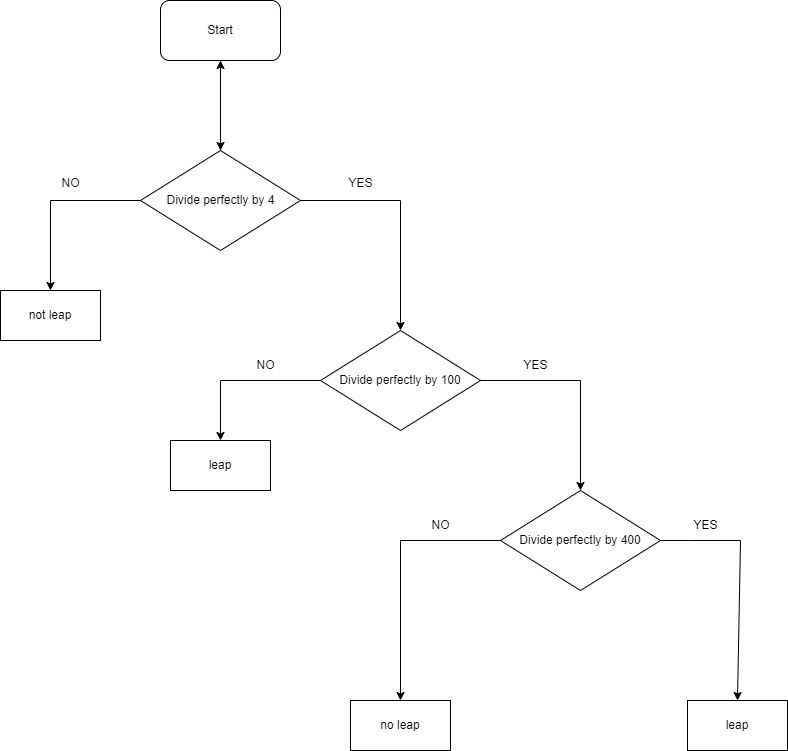 Start
NO
YES
Divide perfectly by 4
not leap
NO
YES
Divide perfectly by 100
leap
NO
YES
Divide perfectly by 400
no leap
leap